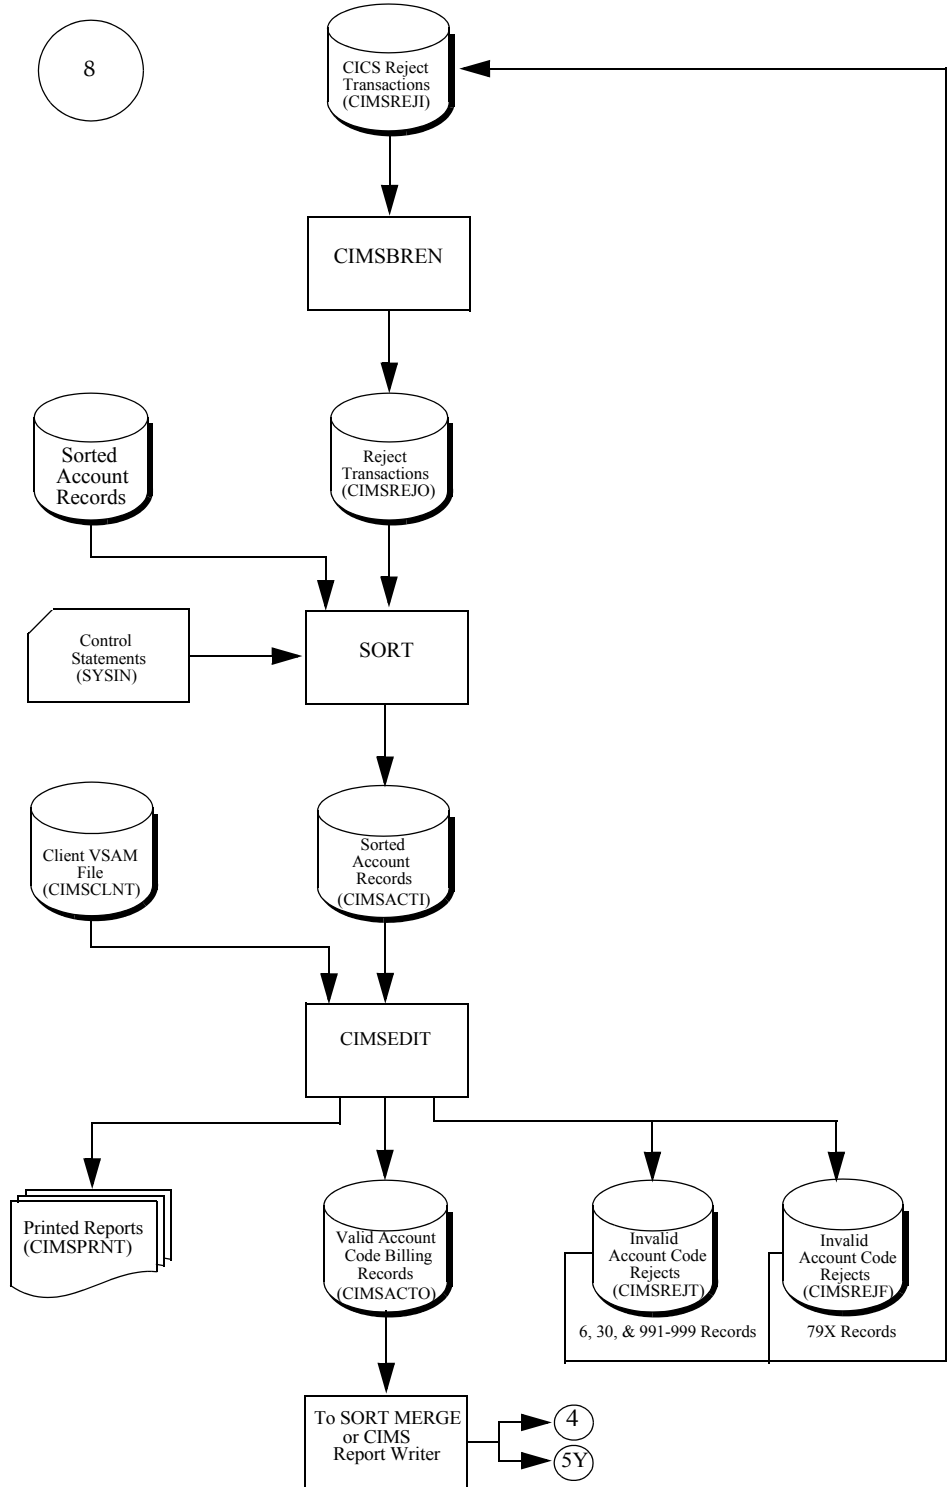 8
CICS Reject
Transactions
(CIMSREJI)
CIMSBREN
Sorted
Account
Records
Reject
Transactions
(CIMSREJO)
Control
Statements
(SYSIN)
SORT
Client VSAM
File
(CIMSCLNT)
Sorted
Account
Records
(CIMSACTI)
CIMSEDIT
Printed Reports
(CIMSPRNT)
Valid Account
Code Billing
Records
(CIMSACTO)
Invalid
Account Code
Rejects
(CIMSREJT)
Invalid
Account Code
Rejects
(CIMSREJF)
6, 30, & 991-999 Records
79X Records
To SORT MERGE
or CIMS
Report Writer
4
5Y